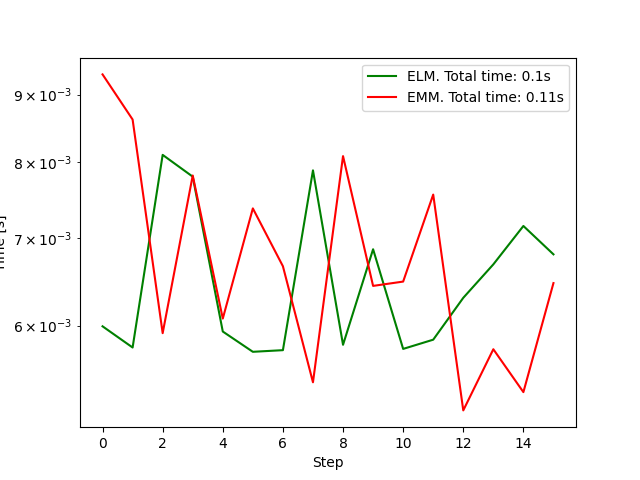 ELM. Total time: 0.1s
EMM. Total time: 0.11s
9 × 10⁻³
8 × 10⁻³
7 × 10⁻³
6 × 10⁻³
Time [s]
0 2 4 6 8 10 12 14
Step